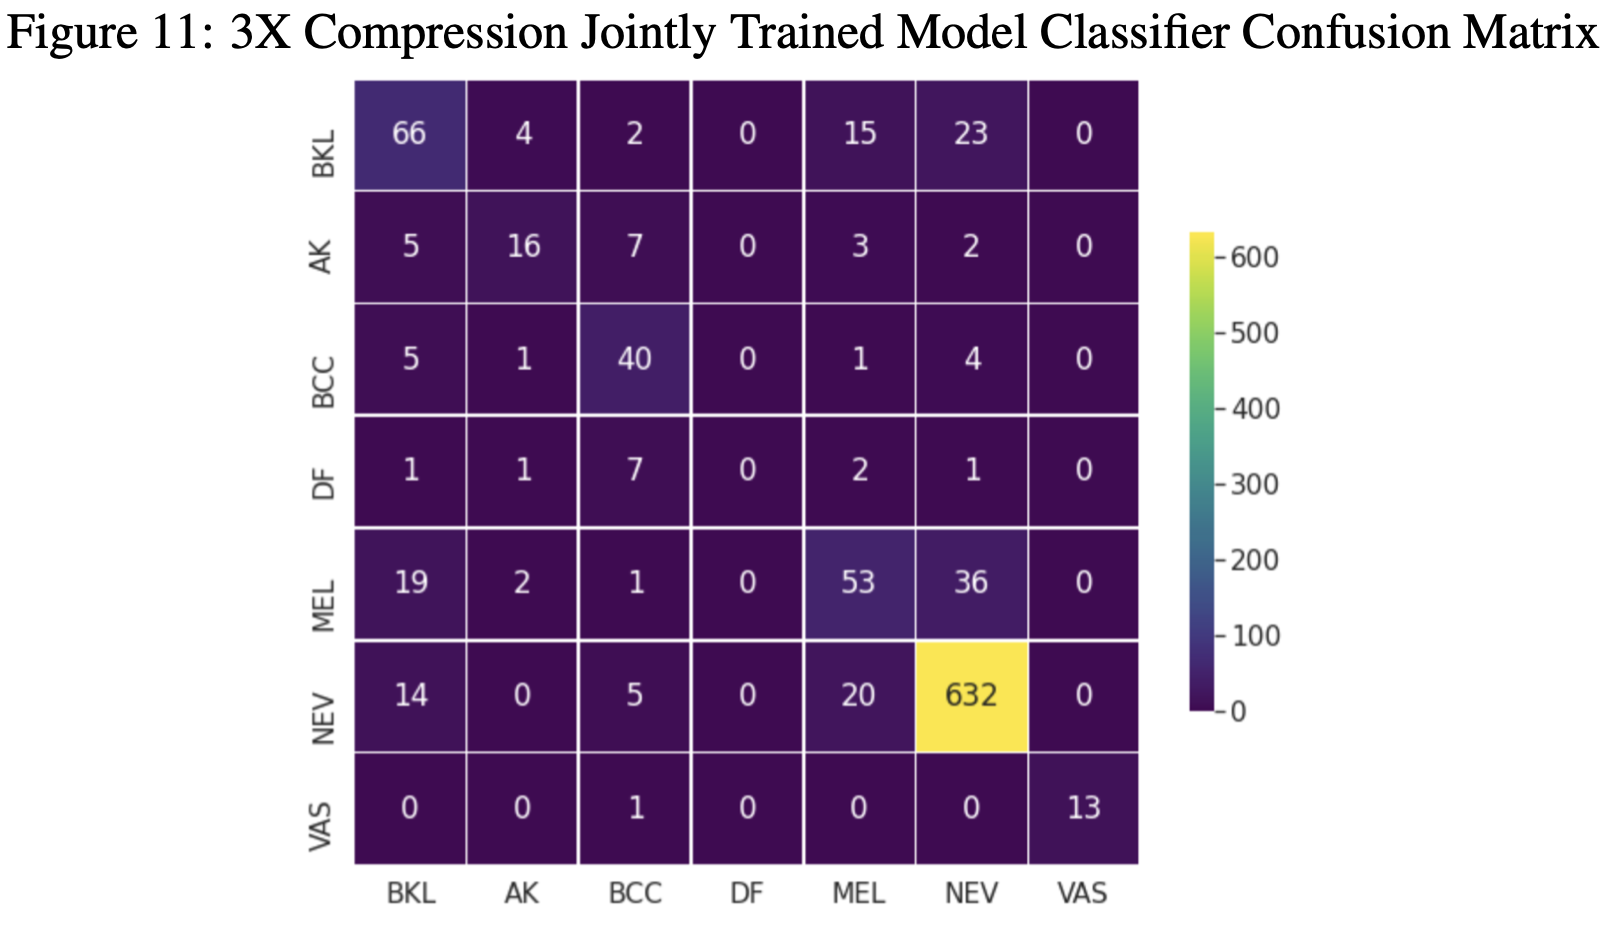 Figure 11: 3X Compression Jointly Trained Model Classifier Confusion Matrix
BKL 66 4 2 0 15 23 0
AK 5 16 7 0 3 2 0
BCC 5 1 40 0 1 4 0
DF 1 1 7 0 2 1 0
MEL 19 2 1 0 53 36 0
NEV 14 0 5 0 20 632 0
VAS 0 0 1 0 0 0 13
BKL AK BCC DF MEL NEV VAS
600
500
400
300
200
100
0